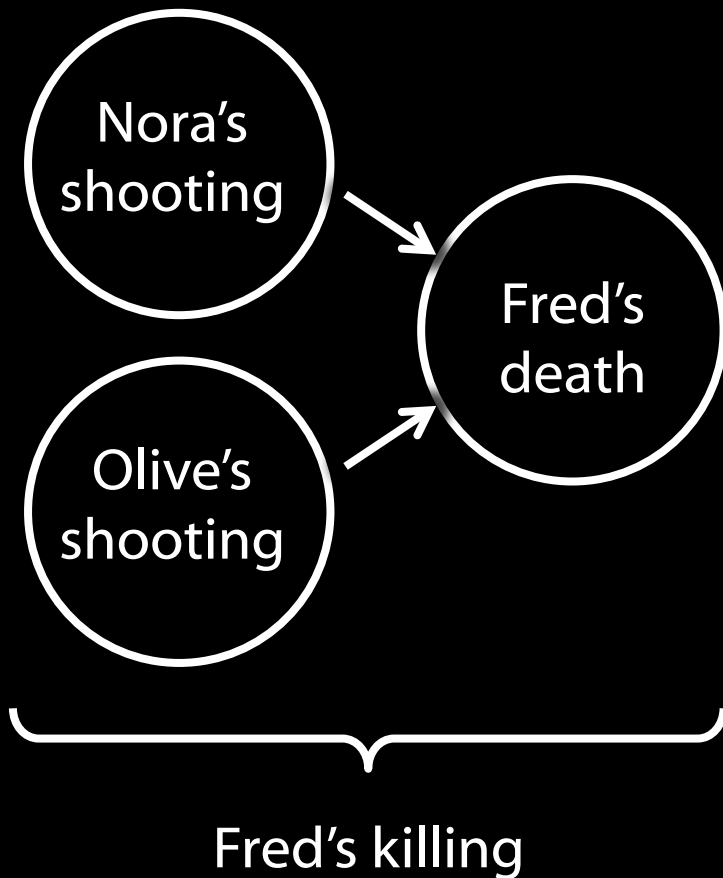 Nora’s
shooting
Fred’s
death
Olive’s
shooting
Fred’s killing